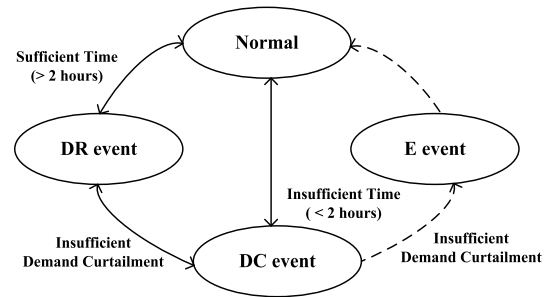 Normal
Sufficient Time
(> 2 hours)
DR event
E event
Insufficient Time
( < 2 hours)
Insufficient
Demand Curtailment
DC event
Insufficient
Demand Curtailment